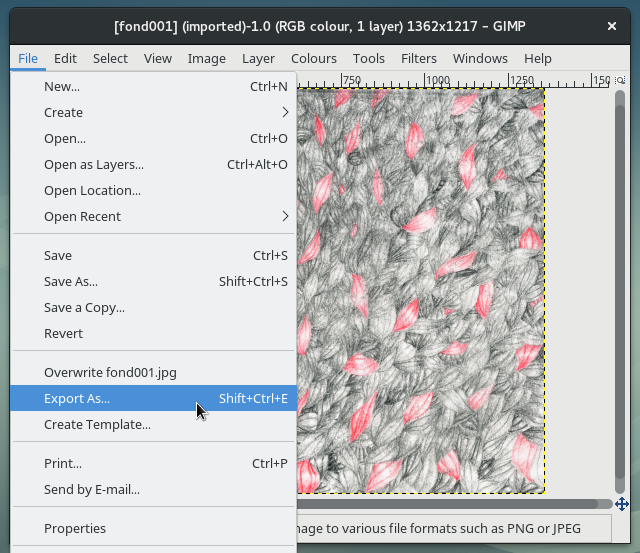 [fond001] (imported)-1.0 (RGB colour, 1 layer) 1362x1217 – GIMP
File Edit Select View Image Layer Colours Tools Filters Windows Help
750 1000 1250 150
New... Ctrl+N
Create
Open... Ctrl+O
Open as Layers... Ctrl+Alt+O
Open Location...
Open Recent
Save Ctrl+S
Save As... Shift+Ctrl+S
Save a Copy...
Revert
Overwrite fond001.jpg
Export As... Shift+Ctrl+E
Create Template...
Print... Ctrl+P
Send by E-mail...
Properties
nage to various file formats such as PNG or JPEG